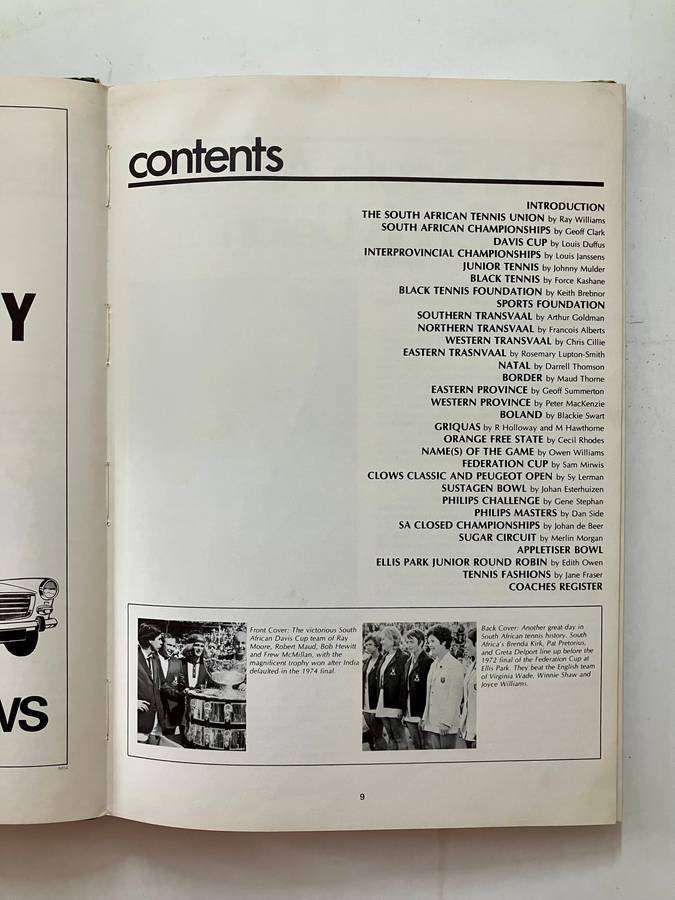 Y
WS
contents
INTRODUCTION
THE SOUTH AFRICAN TENNIS UNION by Ray Williams
SOUTH AFRICAN CHAMPIONSHIPS by Geoff Clark
DAVIS CUP by Louis Duffus
INTERPROVINCIAL CHAMPIONSHIPS by Louis Janssens
JUNIOR TENNIS by Johnny Mulder
BLACK TENNIS by Force Kashane
BLACK TENNIS FOUNDATION by Keith Brebnor
SPORTS FOUNDATION
SOUTHERN TRANSVAAL by Arthur Goldman
NORTHERN TRANSVAAL by Francois Alberts
WESTERN TRANSVAAL by Chris Cillie
EASTERN TRASNVAAL by Rosemary Lupton-Smith
NATAL by Darrell Thomson
BORDER by Maud Thorne
EASTERN PROVINCE by Geoff Summerton
WESTERN PROVINCE by Peter MacKenzie
BOLAND by Blackie Swart
GRIQUAS by R Holloway and M Hawthorne
ORANGE FREE STATE by Cecil Rhodes
NAME(S) OF THE GAME by Owen Williams
FEDERATION CUP by Sam Mirwis
CLOWS CLASSIC AND PEUGEOT OPEN by Sy Lerman
SUSTAGEN BOWL by Johan Esterhuizen
PHILIPS CHALLENGE by Gene Stephan
PHILIPS MASTERS by Dan Side
SA CLOSED CHAMPIONSHIPS by Johan de Beer
SUGAR CIRCUIT by Merlin Morgan
APPLETISER BOWL
ELLIS PARK JUNIOR ROUND ROBIN by Edith Owen
TENNIS FASHIONS by Jane Fraser
COACHES REGISTER
Front Cover: The victorious South
African Davis Cup team of Ray
Moore, Robert Maud, Bob Hewitt
and Frew McMillan, with the
magnificent trophy won after India
defaulted in the 1974 final.
Back Cover: Another great day in
South African tennis history. South
Africa's Brenda Kirk, Pat Pretorius,
and Greta Delport line up before the
1972 final of the Federation Cup at
Ellis Park. They beat the English team
of Virginia Wade, Winnie Shaw and
Joyce Williams.
9